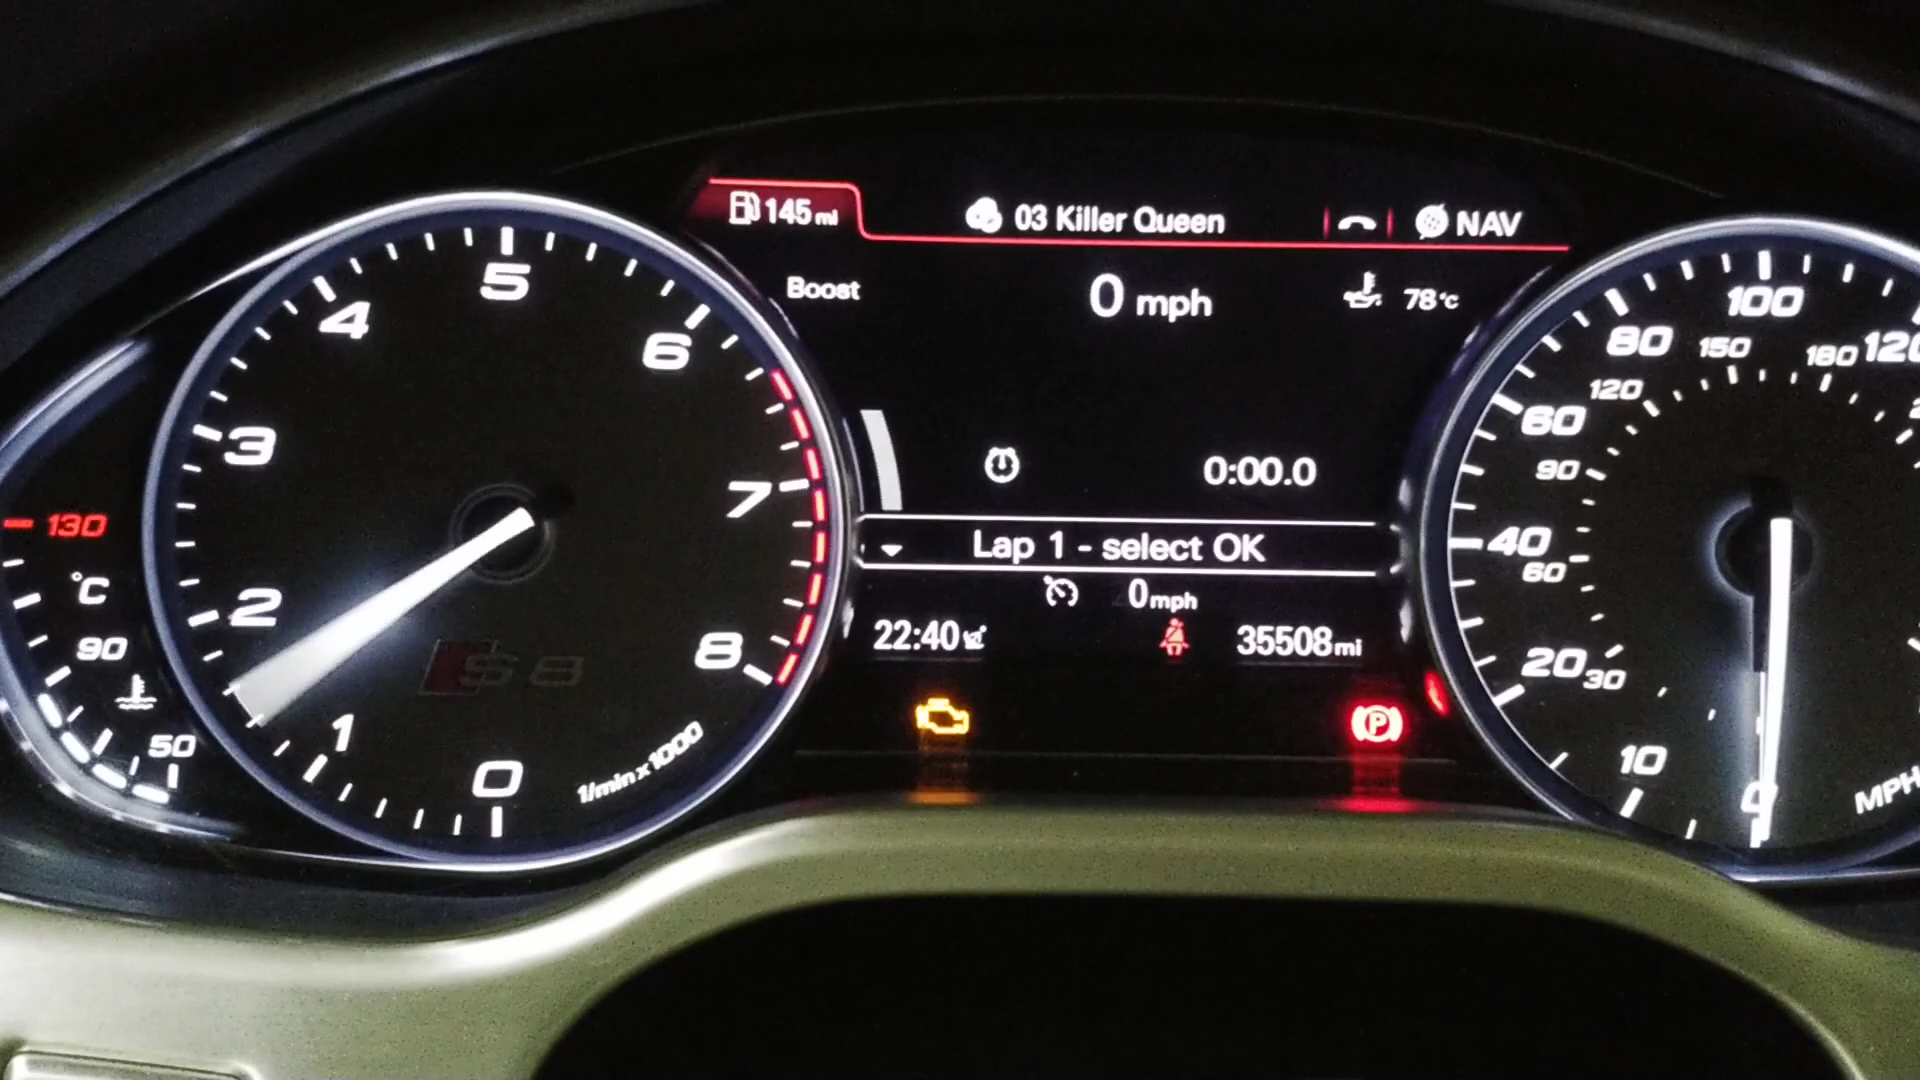 145 mi
03 Killer Queen
NAV
Boost
0 mph
78°C
0:00.0
Lap 1 - select OK
0 mph
22:40
35508 mi
0
1
2
3
4
5
6
7
8
1/min x 1000
S8
130
°C
90
50
0
10
20
40
60
80
100
120
30
60
90
120
150
180
MPH
P